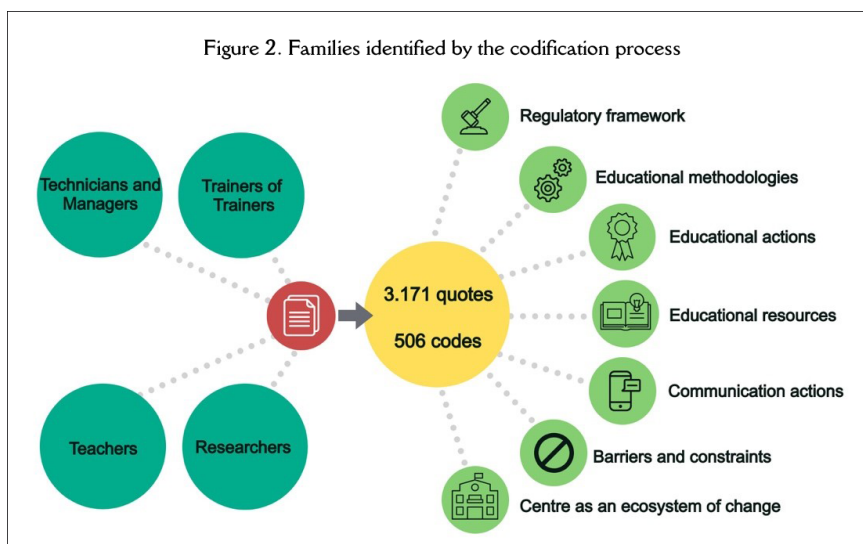 Figure 2. Families identified by the codification process
Technicians and
Managers
Trainers of
Trainers
Teachers
Researchers
3.171 quotes
506 codes
Regulatory framework
Educational methodologies
Educational actions
Educational resources
Communication actions
Barriers and constraints
Centre as an ecosystem of change